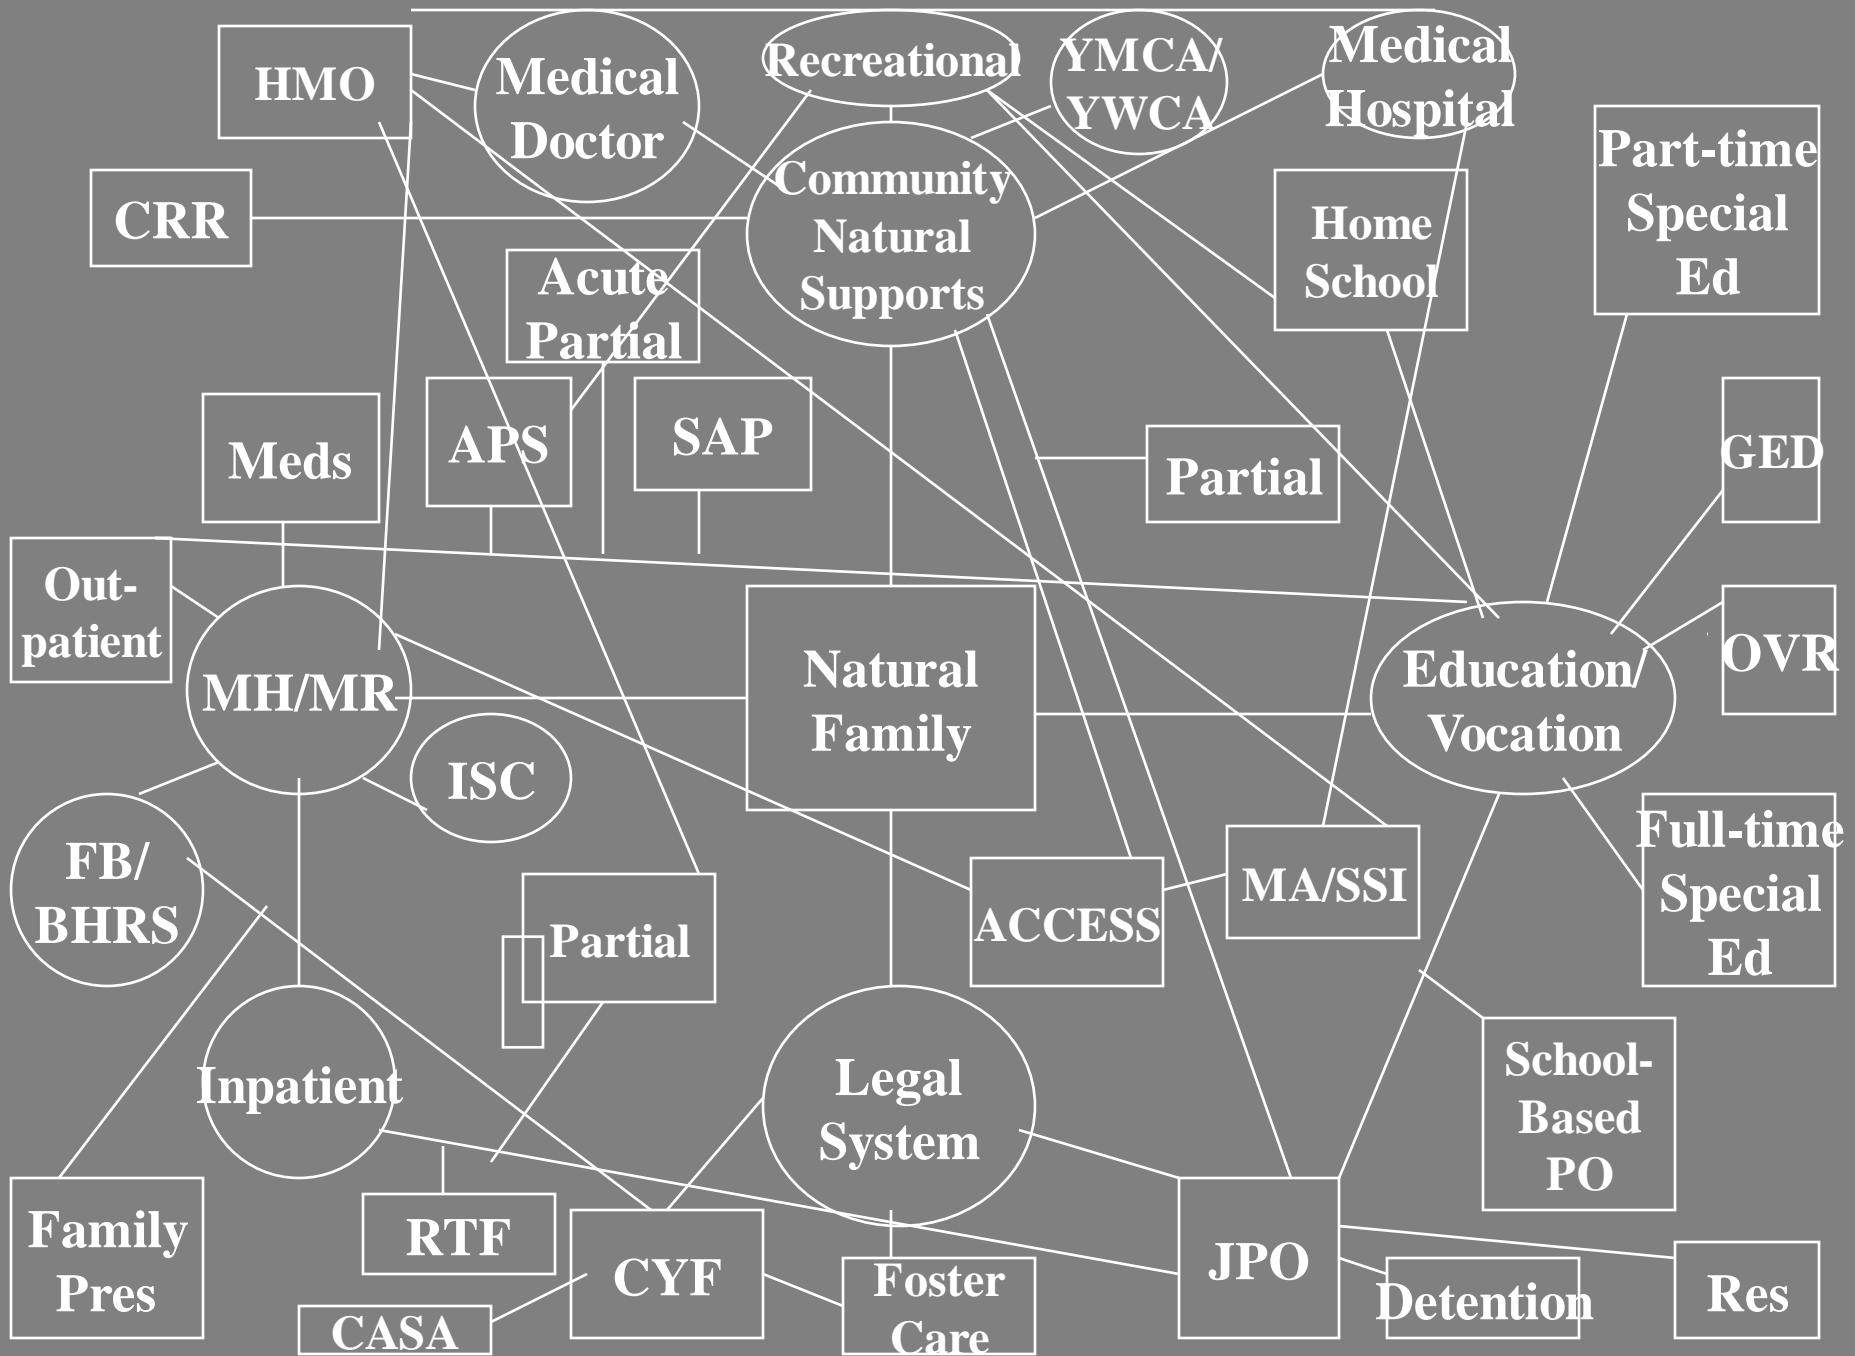 HMO
Medical
Doctor
Recreational
YMCA/
YWCA
Medical
Hospital
Part-time
Special
Ed
CRR
Community
Natural
Supports
Home
School
Acute
Partial
Meds
APS
SAP
Partial
GED
Out-
patient
MH/MR
Natural
Family
Education/
Vocation
OVR
ISC
FB/
BHRS
Partial
ACCESS
MA/SSI
Full-time
Special
Ed
Inpatient
Legal
System
School-
Based
PO
Family
Pres
RTF
CYF
CASA
Foster
Care
JPO
Detention
Res